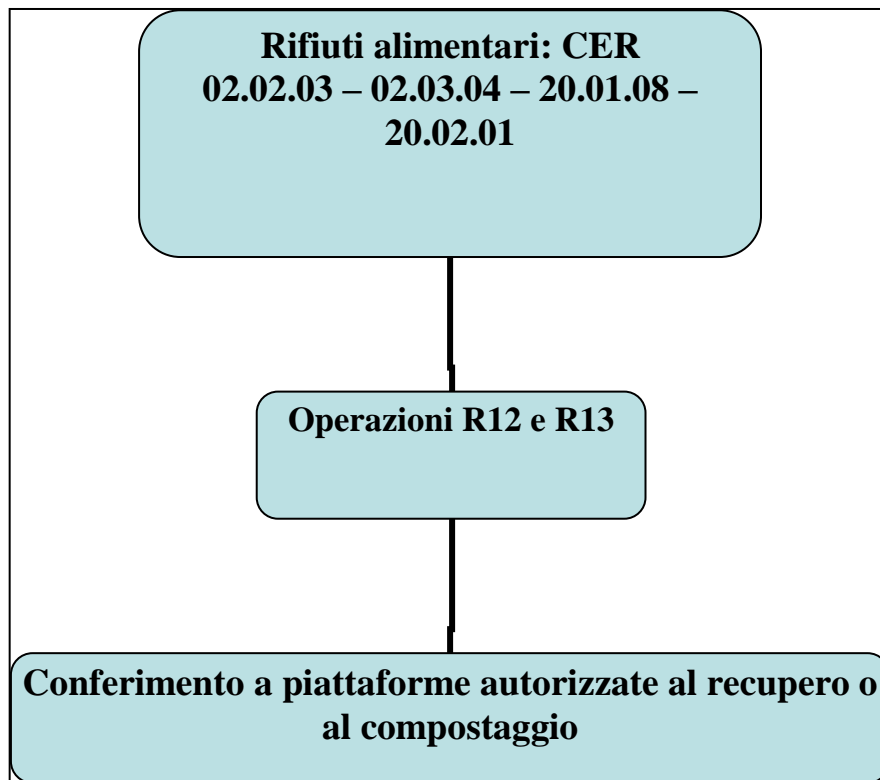 Rifiuti alimentari: CER
02.02.03 – 02.03.04 – 20.01.08 –
20.02.01
Operazioni R12 e R13
Conferimento a piattaforme autorizzate al recupero o
al compostaggio